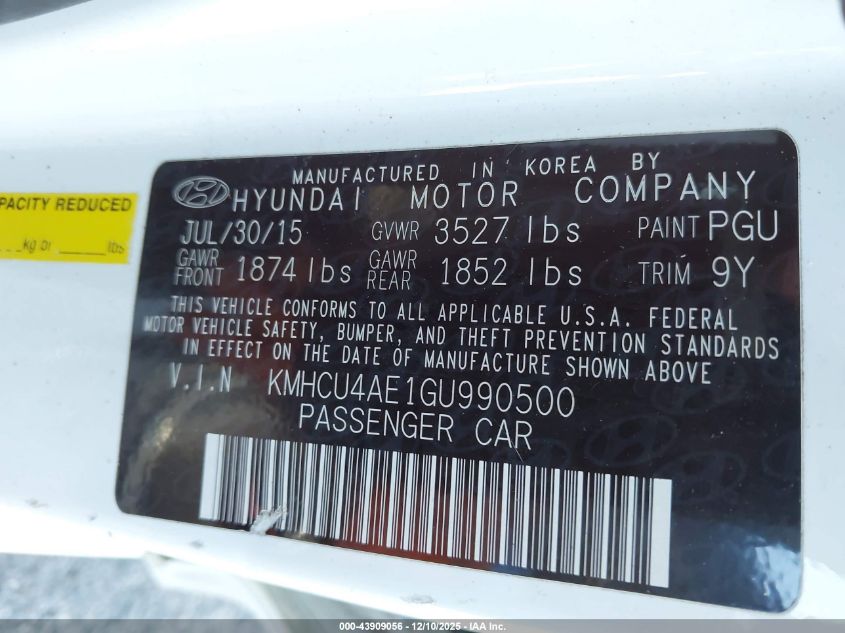 MANUFACTURED IN KOREA BY
HYUNDAI MOTOR COMPANY
JUL/30/15 GVWR 3527 lbs PAINT PGU
GAWR FRONT 1874 lbs GAWR REAR 1852 lbs TRIM 9Y
THIS VEHICLE CONFORMS TO ALL APPLICABLE U.S.A. FEDERAL
MOTOR VEHICLE SAFETY, BUMPER, AND THEFT PREVENTION STANDARDS
IN EFFECT ON THE DATE OF MANUFACTURE SHOWN ABOVE
V.I.N KMHCU4AE1GU990500
PASSENGER CAR
PACITY REDUCED
kg or lbs
000-43909056 - 12/10/2025 - IAA Inc.